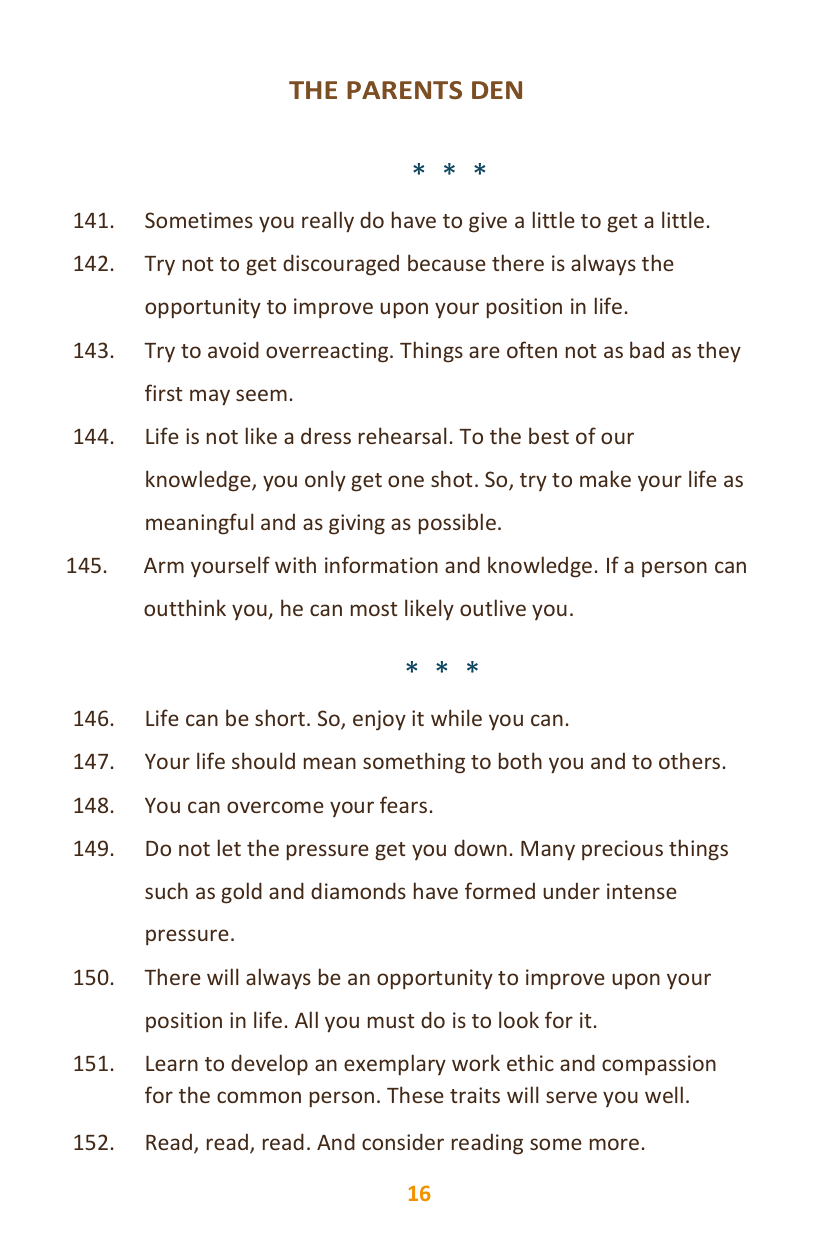 THE PARENTS DEN
* * *
141. Sometimes you really do have to give a little to get a little.
142. Try not to get discouraged because there is always the
opportunity to improve upon your position in life.
143. Try to avoid overreacting. Things are often not as bad as they
first may seem.
144. Life is not like a dress rehearsal. To the best of our
knowledge, you only get one shot. So, try to make your life as
meaningful and as giving as possible.
145. Arm yourself with information and knowledge. If a person can
outthink you, he can most likely outlive you.
* * *
146. Life can be short. So, enjoy it while you can.
147. Your life should mean something to both you and to others.
148. You can overcome your fears.
149. Do not let the pressure get you down. Many precious things
such as gold and diamonds have formed under intense
pressure.
150. There will always be an opportunity to improve upon your
position in life. All you must do is to look for it.
151. Learn to develop an exemplary work ethic and compassion
for the common person. These traits will serve you well.
152. Read, read, read. And consider reading some more.
16